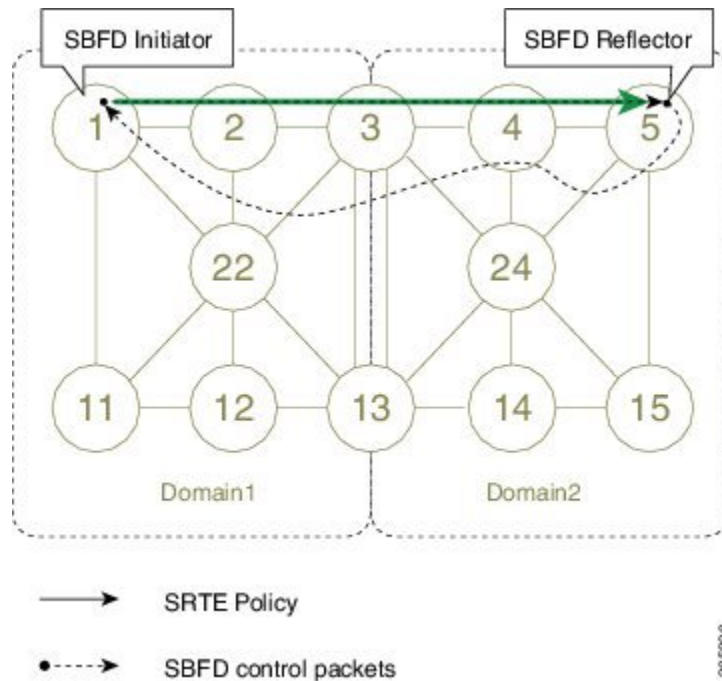 SBFD Initiator
SBFD Reflector
1
2
3
4
5
22
24
11
12
13
14
15
Domain1
Domain2
SRTE Policy
SBFD control packets